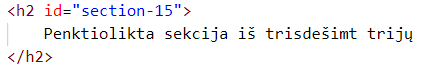 <h2 id="section-15">
Penktiolikta sekcija iš trisdešimt trijų
</h2>